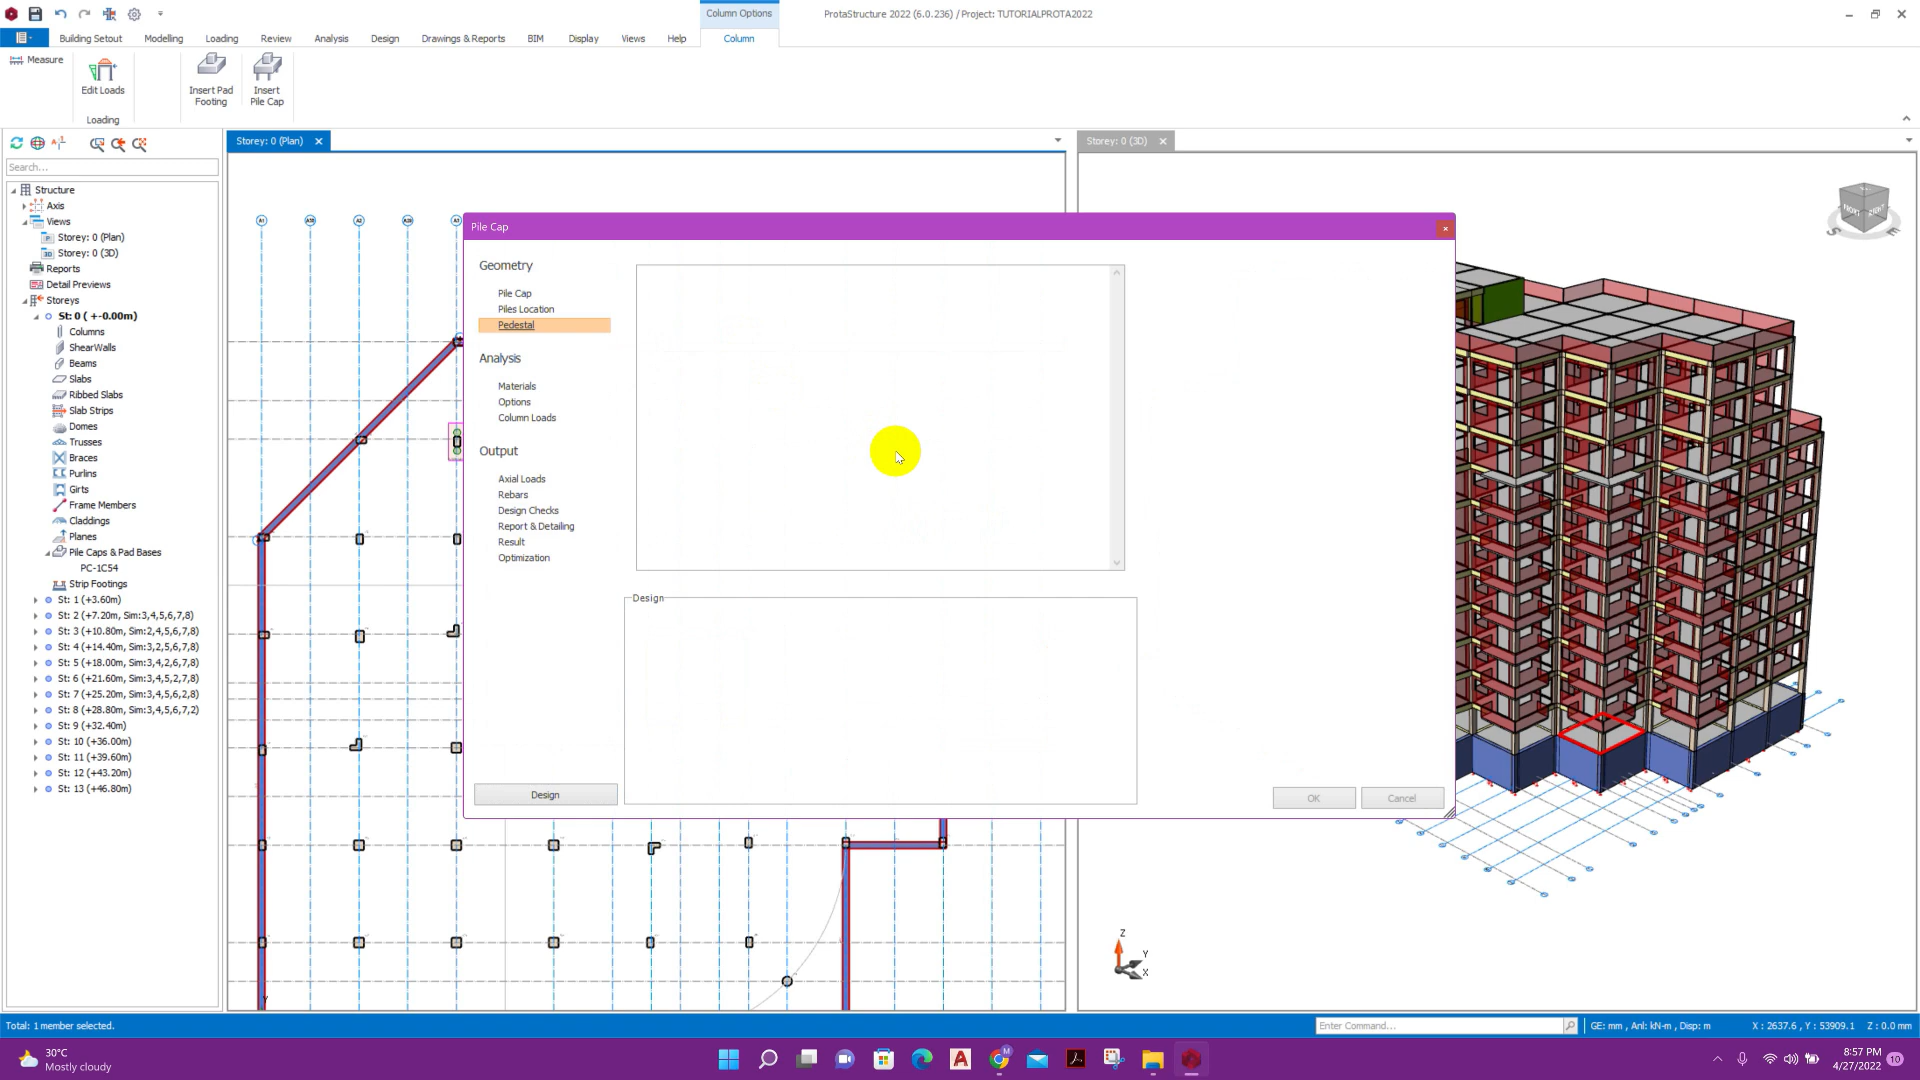 Column Options
ProtaStructure 2022 (6.0.236) / Project: TUTORIALPROTA2022
Building Setout
Modelling
Loading
Review
Analysis
Design
Drawings & Reports
BIM
Display
Views
Help
Column
Measure
Edit Loads
Insert Pad
Footing
Insert
Pile Cap
Loading
Storey: 0 (Plan)
Storey: 0 (3D)
Search...
Structure
Axis
Views
Storey: 0 (Plan)
Storey: 0 (3D)
Reports
Detail Previews
Storeys
St: 0 ( +-0.00m)
Columns
ShearWalls
Beams
Slabs
Ribbed Slabs
Slab Strips
Domes
Trusses
Braces
Purlins
Girts
Frame Members
Claddings
Planes
Pile Caps & Pad Bases
PC-1C54
Strip Footings
St: 1 (+3.60m)
St: 2 (+7.20m, Sim:3,4,5,6,7,8)
St: 3 (+10.80m, Sim:2,4,5,6,7,8)
St: 4 (+14.40m, Sim:3,2,5,6,7,8)
St: 5 (+18.00m, Sim:3,4,2,6,7,8)
St: 6 (+21.60m, Sim:3,4,5,2,7,8)
St: 7 (+25.20m, Sim:3,4,5,6,2,8)
St: 8 (+28.80m, Sim:3,4,5,6,7,2)
St: 9 (+32.40m)
St: 10 (+36.00m)
St: 11 (+39.60m)
St: 12 (+43.20m)
St: 13 (+46.80m)
A1
A2
A3
Pile Cap
Geometry
Pile Cap
Piles Location
Pedestal
Analysis
Materials
Options
Column Loads
Output
Axial Loads
Rebars
Design Checks
Report & Detailing
Result
Optimization
Design
Design
OK
Cancel
S
E
Z
Y
X
Y
Total: 1 member selected.
Enter Command...
GE: mm , Anl: kN-m , Disp: m
X : 2637.6 , Y : 53909.1
Z : 0.0 mm
30°C
Mostly cloudy
8:57 PM
4/27/2022
10